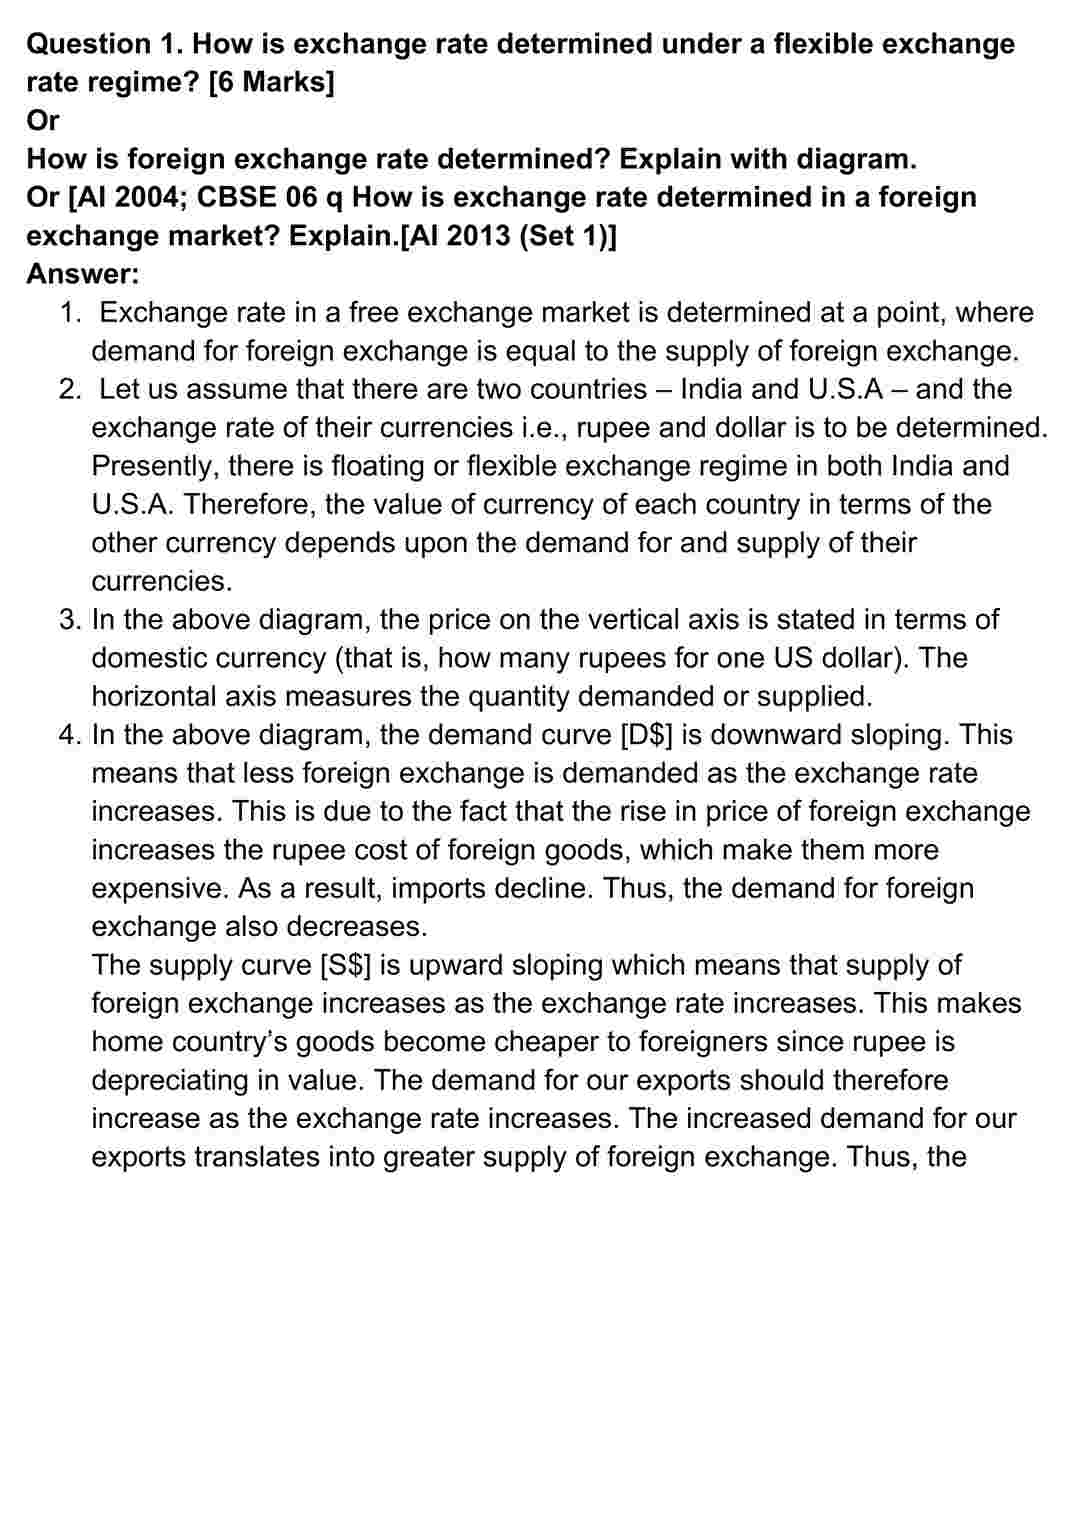 Question 1. How is exchange rate determined under a flexible exchange
rate regime? [6 Marks]
Or
How is foreign exchange rate determined? Explain with diagram.
Or [AI 2004; CBSE 06 q How is exchange rate determined in a foreign
exchange market? Explain.[AI 2013 (Set 1)]
Answer:
1. Exchange rate in a free exchange market is determined at a point, where
demand for foreign exchange is equal to the supply of foreign exchange.
2. Let us assume that there are two countries – India and U.S.A – and the
exchange rate of their currencies i.e., rupee and dollar is to be determined.
Presently, there is floating or flexible exchange regime in both India and
U.S.A. Therefore, the value of currency of each country in terms of the
other currency depends upon the demand for and supply of their
currencies.
3. In the above diagram, the price on the vertical axis is stated in terms of
domestic currency (that is, how many rupees for one US dollar). The
horizontal axis measures the quantity demanded or supplied.
4. In the above diagram, the demand curve [D$] is downward sloping. This
means that less foreign exchange is demanded as the exchange rate
increases. This is due to the fact that the rise in price of foreign exchange
increases the rupee cost of foreign goods, which make them more
expensive. As a result, imports decline. Thus, the demand for foreign
exchange also decreases.
The supply curve [S$] is upward sloping which means that supply of
foreign exchange increases as the exchange rate increases. This makes
home country’s goods become cheaper to foreigners since rupee is
depreciating in value. The demand for our exports should therefore
increase as the exchange rate increases. The increased demand for our
exports translates into greater supply of foreign exchange. Thus, the